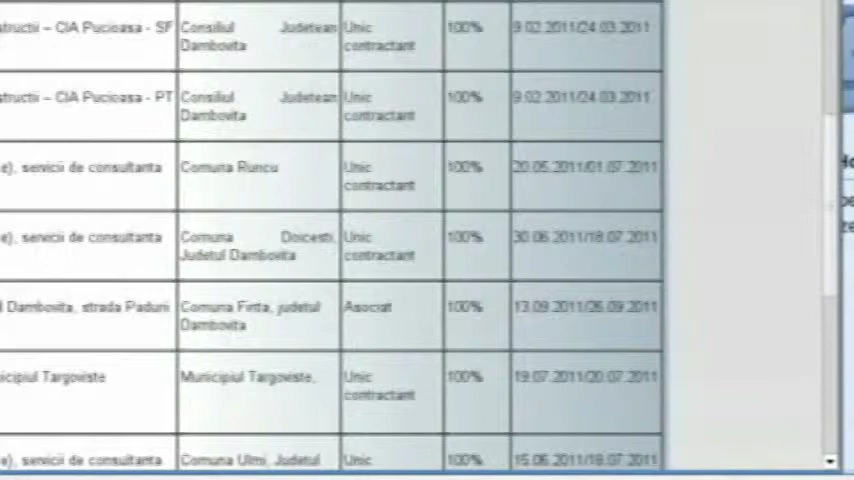 structii – CIA Pucioasa - SF Consiliul Judetean Unic 100% 9.02.2011/24.03.2011
Dambovita contractant
structii – CIA Pucioasa - PT Consiliul Judetean Unic 100% 9.02.2011/24.03.2011
Dambovita contractant
e), servicii de consultanta Comuna Runcu Unic 100% 20.05.2011/01.07.2011
contractant
e), servicii de consultanta Comuna Doicesti, Unic 100% 30.06.2011/18.07.2011
Judetul Dambovita contractant
Dambovita, strada Padurii Comuna Finta, judetul Asociat 100% 13.09.2011/26.09.2011
Dambovita
icipiul Targoviste Municipiul Targoviste, Unic 100% 19.07.2011/20.07.2011
contractant
e), servicii de consultanta Comuna Ulmi, Judetul Unic 100% 15.06.2011/18.07.2011